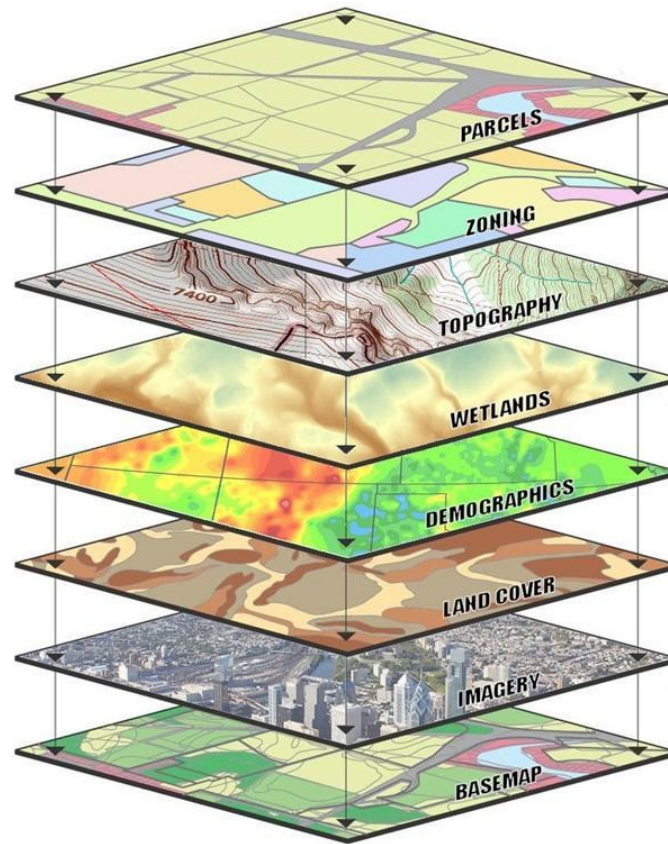 PARCELS
ZONING
7400
TOPOGRAPHY
WETLANDS
DEMOGRAPHICS
LAND COVER
IMAGERY
BASEMAP